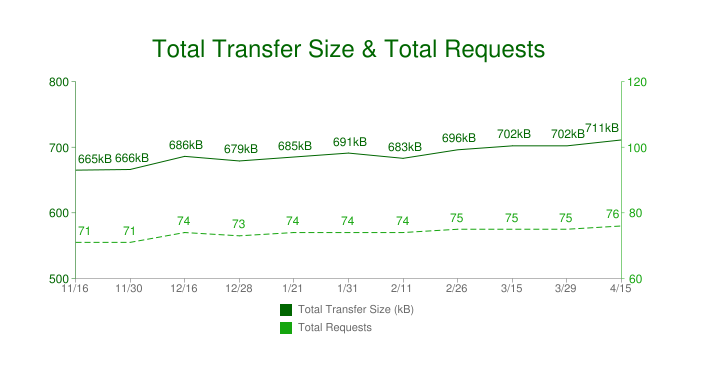 Total Transfer Size & Total Requests
800 120
700 100
600 80
500 60
665kB 666kB 686kB 679kB 685kB 691kB 683kB 696kB 702kB 702kB 711kB
71 71 74 73 74 74 74 75 75 75 76
11/16 11/30 12/16 12/28 1/21 1/31 2/11 2/26 3/15 3/29 4/15
Total Transfer Size (kB)
Total Requests